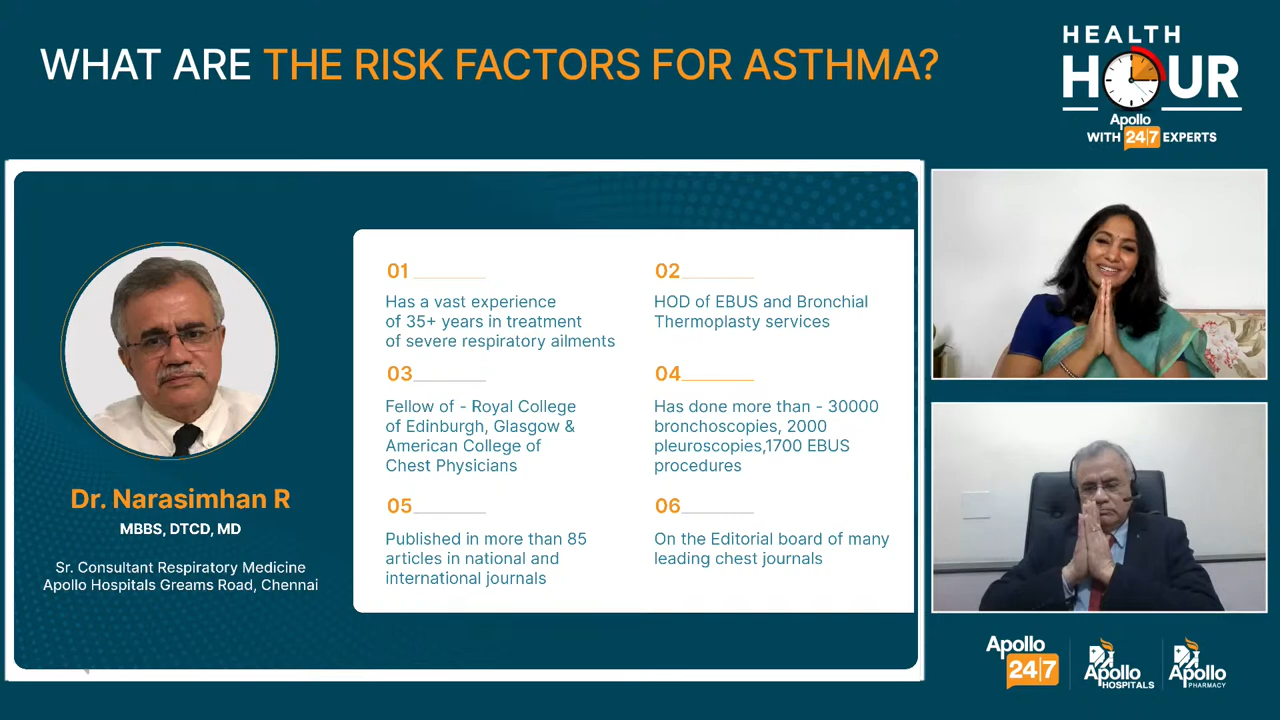 WHAT ARE THE RISK FACTORS FOR ASTHMA?
HEALTH
HOUR
Apollo
WITH 24|7 EXPERTS
Dr. Narasimhan R
MBBS, DTCD, MD
Sr. Consultant Respiratory Medicine
Apollo Hospitals Greams Road, Chennai
01
Has a vast experience
of 35+ years in treatment
of severe respiratory ailments
02
HOD of EBUS and Bronchial
Thermoplasty services
03
Fellow of - Royal College
of Edinburgh, Glasgow &
American College of
Chest Physicians
04
Has done more than - 30000
bronchoscopies, 2000
pleuroscopies,1700 EBUS
procedures
05
Published in more than 85
articles in national and
international journals
06
On the Editorial board of many
leading chest journals
Apollo
24|7
Apollo
HOSPITALS
Apollo
PHARMACY